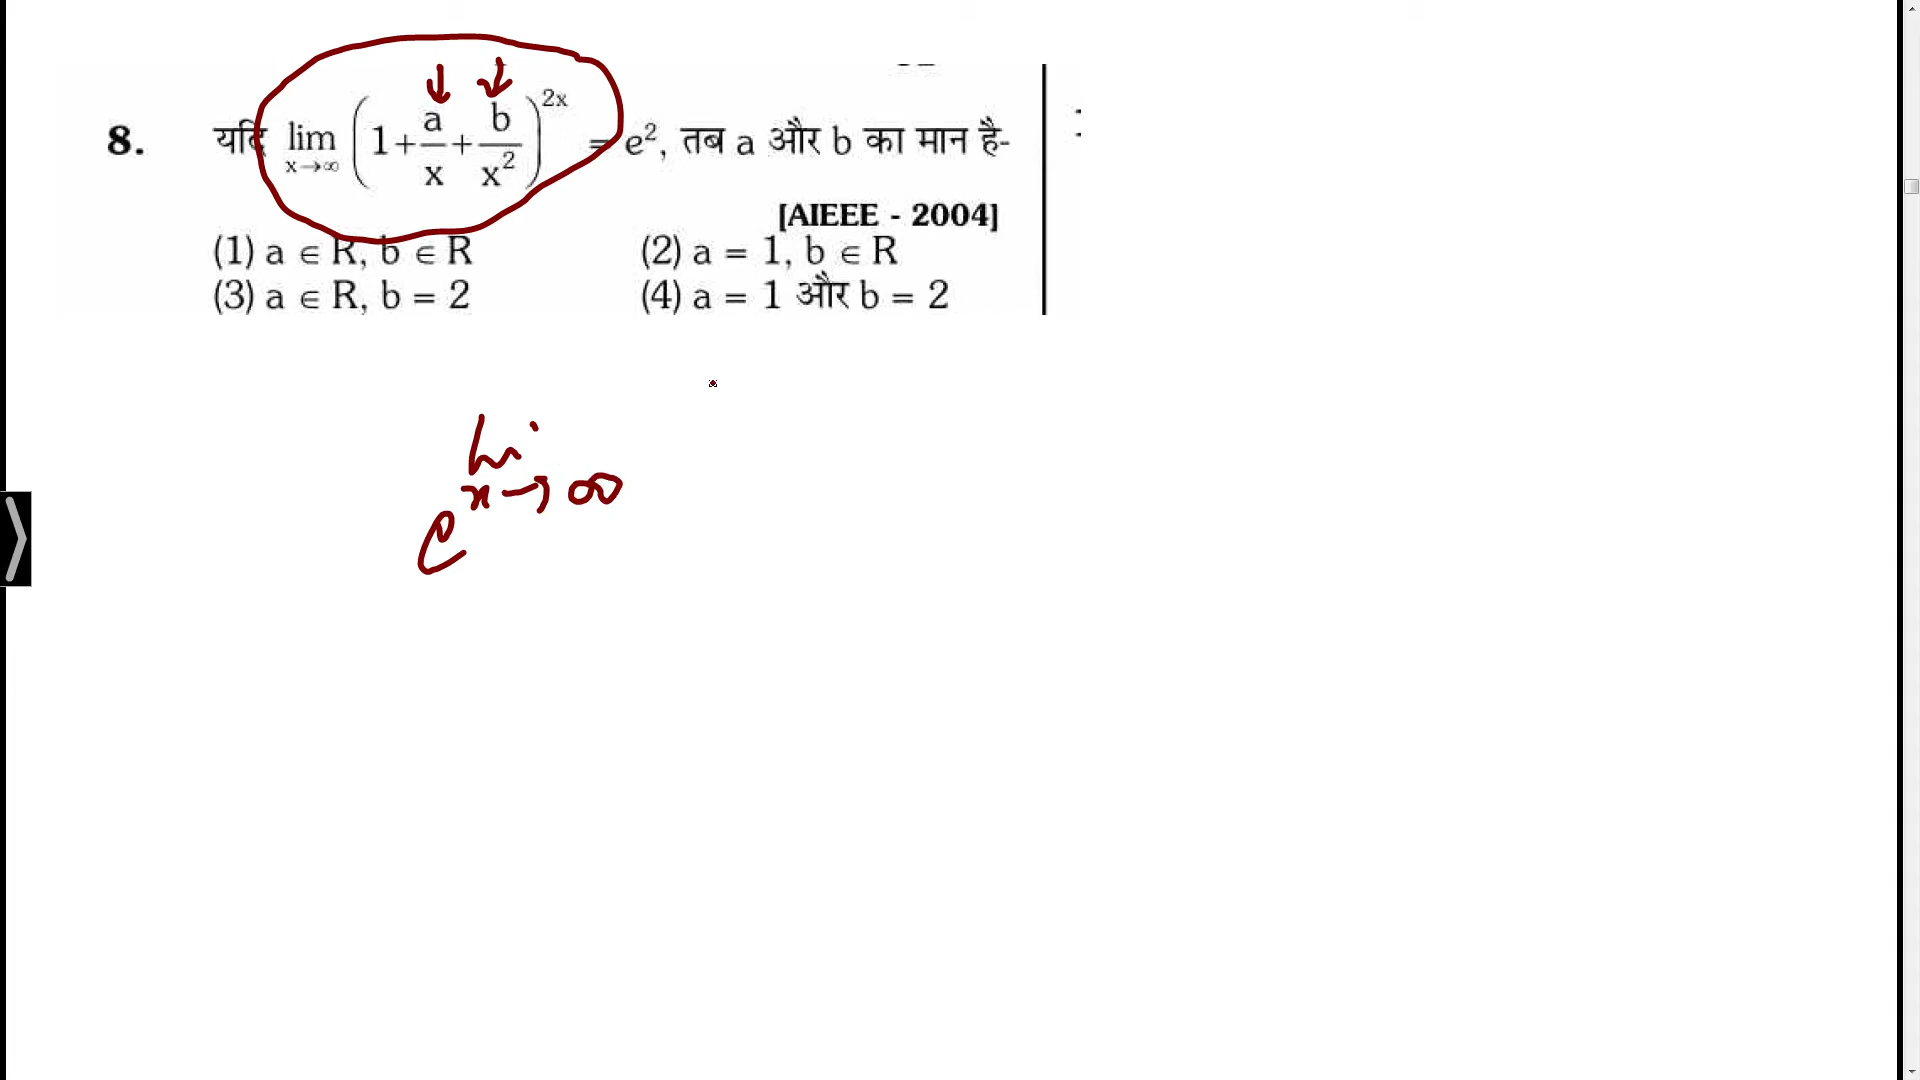 8. यदि lim x→∞ (1+a/x+b/x²)^2x = e², तब a और b का मान है-
[AIEEE - 2004]
(1) a ∈ R, b ∈ R (2) a = 1, b ∈ R
(3) a ∈ R, b = 2 (4) a = 1 और b = 2
x→∞
e